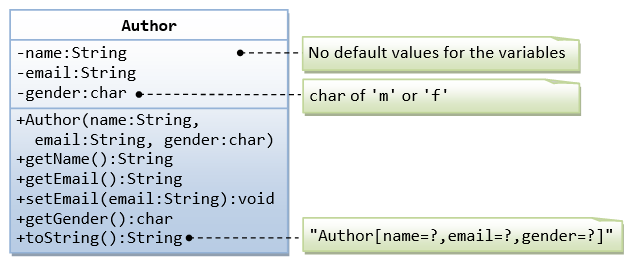 Author
-name:String
No default values for the variables
-email:String
-gender:char
char of 'm' or 'f'
+Author(name:String,
email:String, gender:char)
+getName():String
+getEmail():String
+setEmail(email:String):void
+getGender():char
+toString():String
"Author[name=?,email=?,gender=?]"